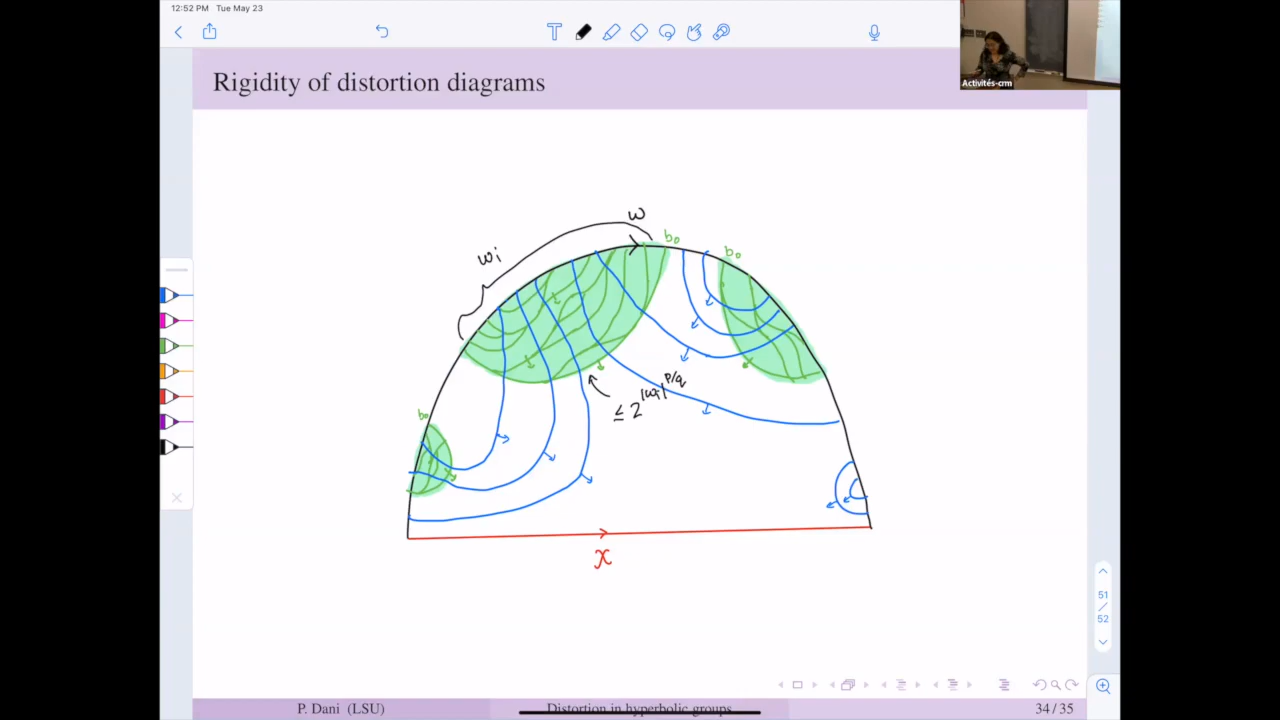 12:52 PM Tue May 23
Activités-crm
Rigidity of distortion diagrams
w
wi
b₀
b₀
≤ 2^|wi|^p/q
b₀
x
51
/
52
P. Dani (LSU) Distortion in hyperbolic groups 34/35